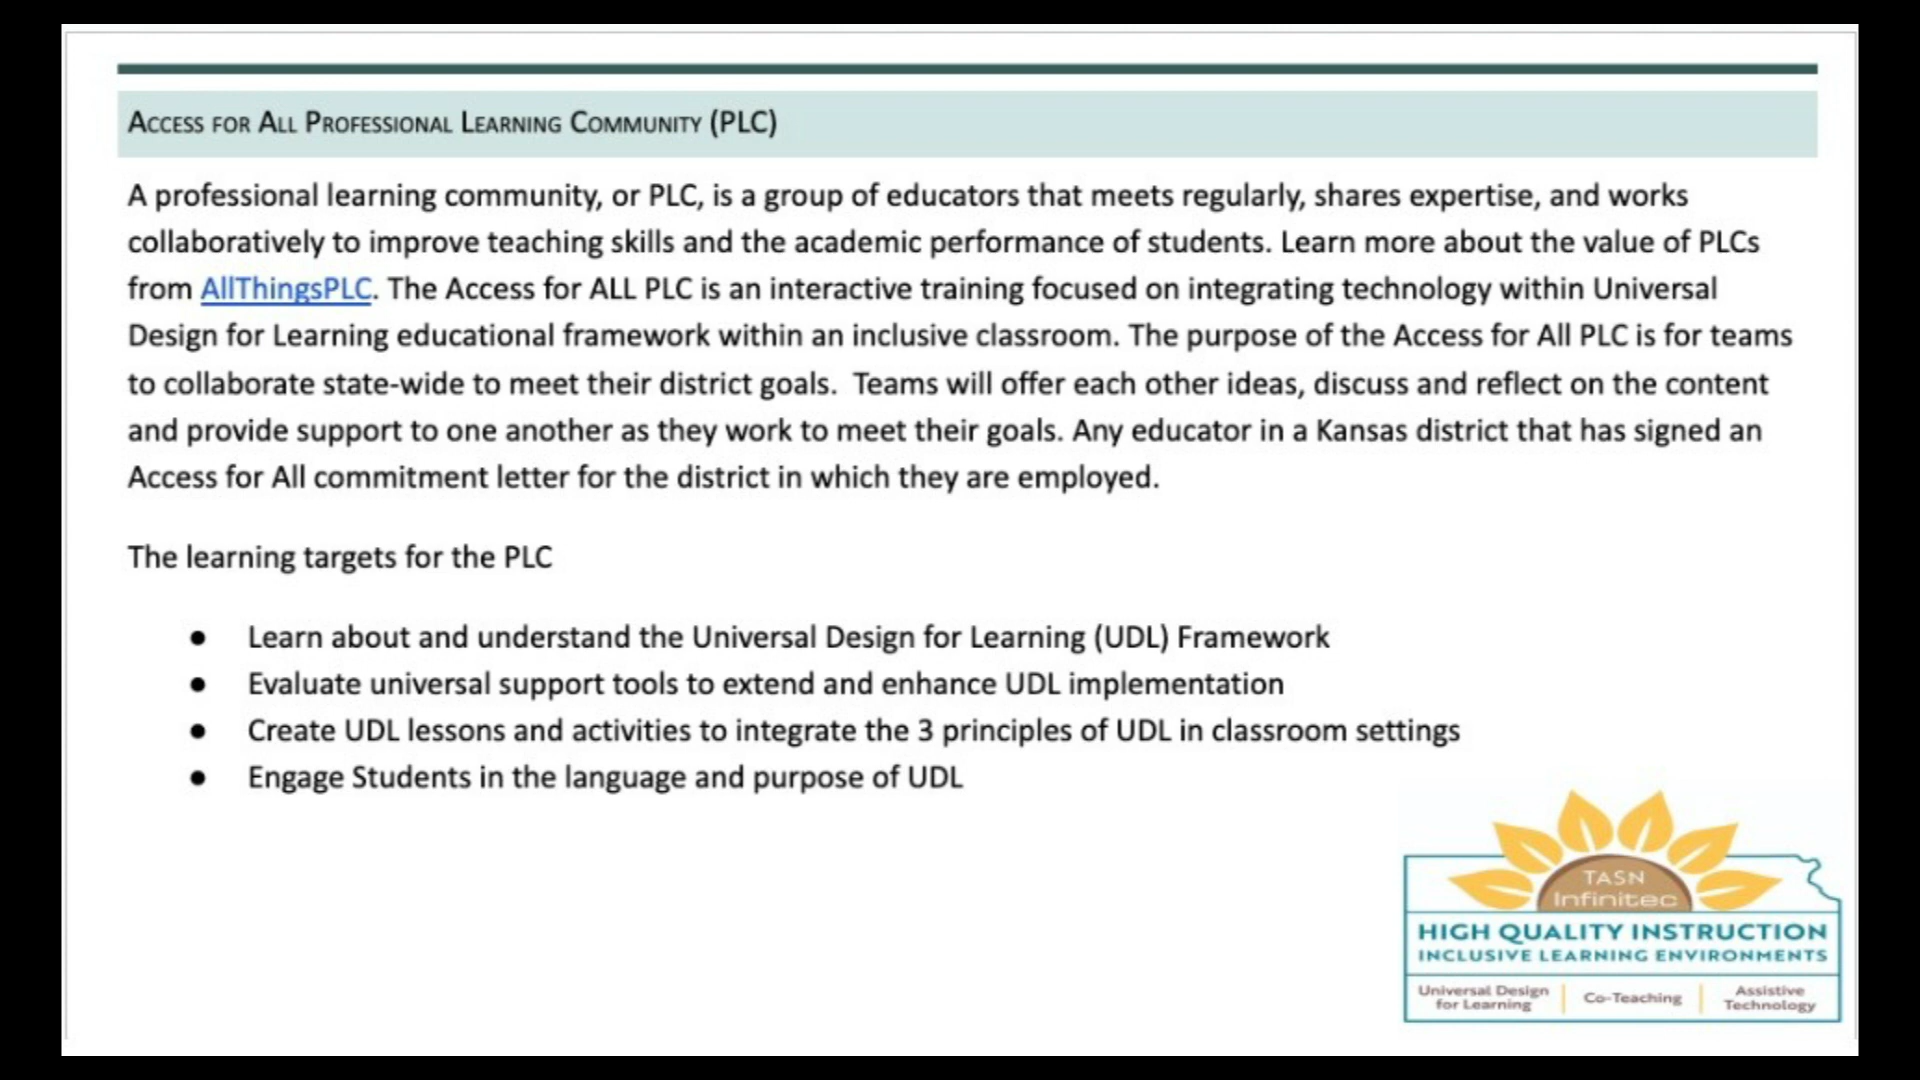 ACCESS FOR ALL PROFESSIONAL LEARNING COMMUNITY (PLC)
A professional learning community, or PLC, is a group of educators that meets regularly, shares expertise, and works
collaboratively to improve teaching skills and the academic performance of students. Learn more about the value of PLCs
from AllThingsPLC. The Access for ALL PLC is an interactive training focused on integrating technology within Universal
Design for Learning educational framework within an inclusive classroom. The purpose of the Access for All PLC is for teams
to collaborate state-wide to meet their district goals.  Teams will offer each other ideas, discuss and reflect on the content
and provide support to one another as they work to meet their goals. Any educator in a Kansas district that has signed an
Access for All commitment letter for the district in which they are employed.
The learning targets for the PLC
● Learn about and understand the Universal Design for Learning (UDL) Framework
● Evaluate universal support tools to extend and enhance UDL implementation
● Create UDL lessons and activities to integrate the 3 principles of UDL in classroom settings
● Engage Students in the language and purpose of UDL
TASN
Infinitec
HIGH QUALITY INSTRUCTION
INCLUSIVE LEARNING ENVIRONMENTS
Universal Design
for Learning
Co-Teaching
Assistive
Technology